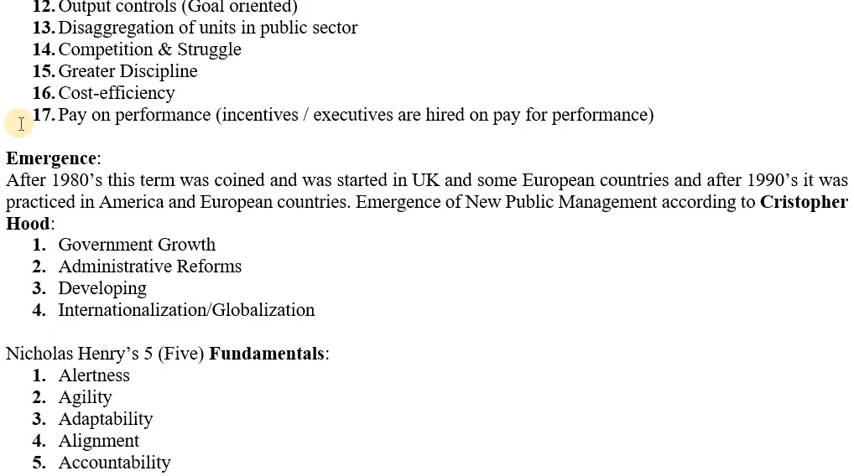 12. Output controls (Goal oriented)
13. Disaggregation of units in public sector
14. Competition & Struggle
15. Greater Discipline
16. Cost-efficiency
17. Pay on performance (incentives / executives are hired on pay for performance)
Emergence:
After 1980's this term was coined and was started in UK and some European countries and after 1990's it was
practiced in America and European countries. Emergence of New Public Management according to Cristopher
Hood:
1. Government Growth
2. Administrative Reforms
3. Developing
4. Internationalization/Globalization
Nicholas Henry's 5 (Five) Fundamentals:
1. Alertness
2. Agility
3. Adaptability
4. Alignment
5. Accountability